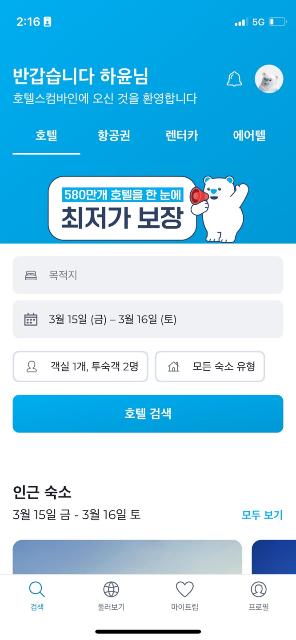 2:16
5G
반갑습니다 하윤님
호텔스컴바인에 오신 것을 환영합니다
호텔
항공권
렌터카
에어텔
580만개 호텔을 한 눈에
최저가 보장
목적지
3월 15일 (금) – 3월 16일 (토)
객실 1개, 투숙객 2명
모든 숙소 유형
호텔 검색
인근 숙소
3월 15일 금 - 3월 16일 토
모두 보기
검색
둘러보기
마이트립
프로필